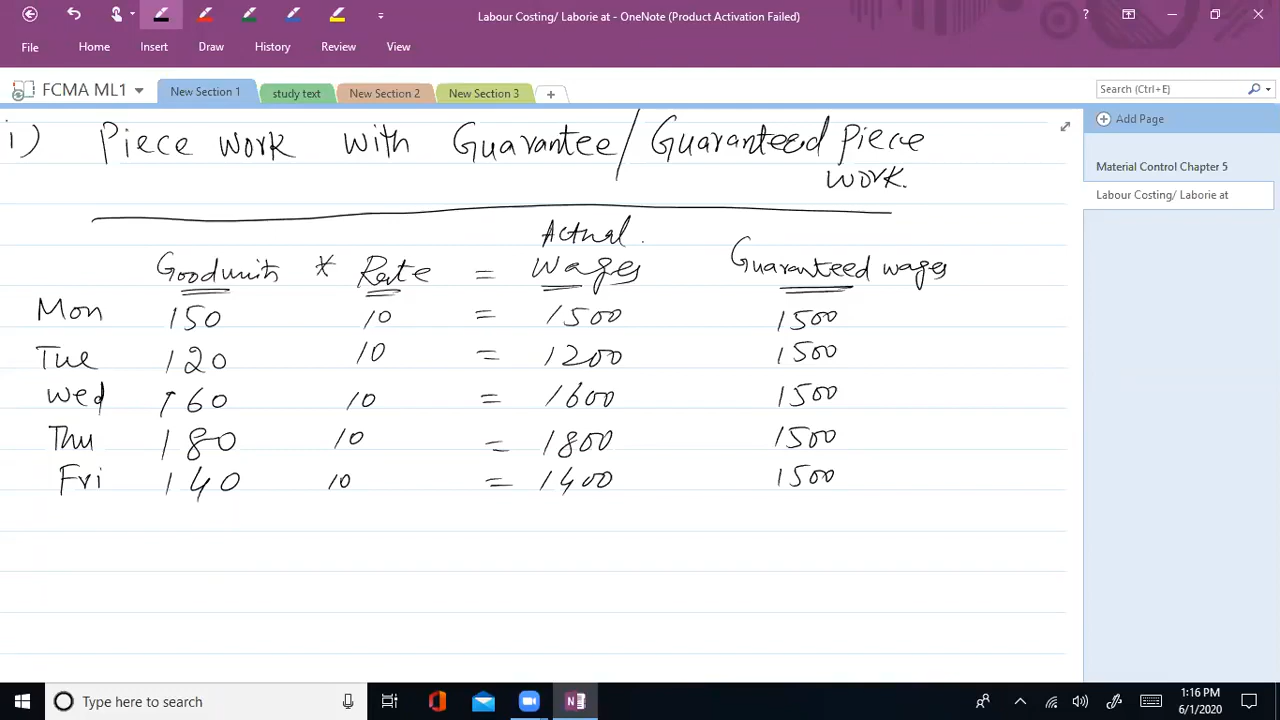 Labour Costing/ Laborie at - OneNote (Product Activation Failed)
?
File Home Insert Draw History Review View
FCMA ML1 New Section 1 study text New Section 2 New Section 3 +
Search (Ctrl+E)
Add Page
Material Control Chapter 5
Labour Costing/ Laborie at
i) Piece work with Guarantee/Guaranteed Piece
work.
Actual.
Good units * Rate = Wages Guaranteed wages
Mon 150 10 = 1500 1500
Tue 120 10 = 1200 1500
Wed 160 10 = 1600 1500
Thu 180 10 = 1800 1500
Fri 140 10 = 1400 1500
Type here to search
1:16 PM
6/1/2020